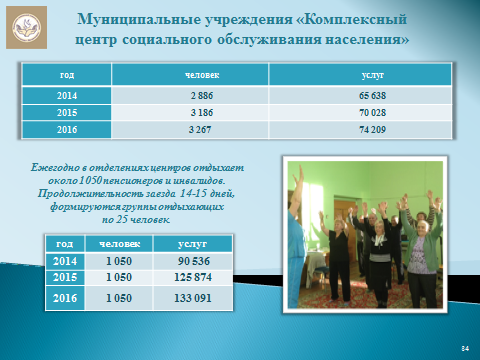 Муниципальные учреждения «Комплексный
центр социального обслуживания населения»
год человек услуг
2014 2 886 65 638
2015 3 186 70 028
2016 3 267 74 209
Ежегодно в отделениях центров отдыхает
около 1050 пенсионеров и инвалидов.
Продолжительность заезда 14-15 дней,
формируются группы отдыхающих
по 25 человек.
год человек услуг
2014 1 050 90 536
2015 1 050 125 874
2016 1 050 133 091
84